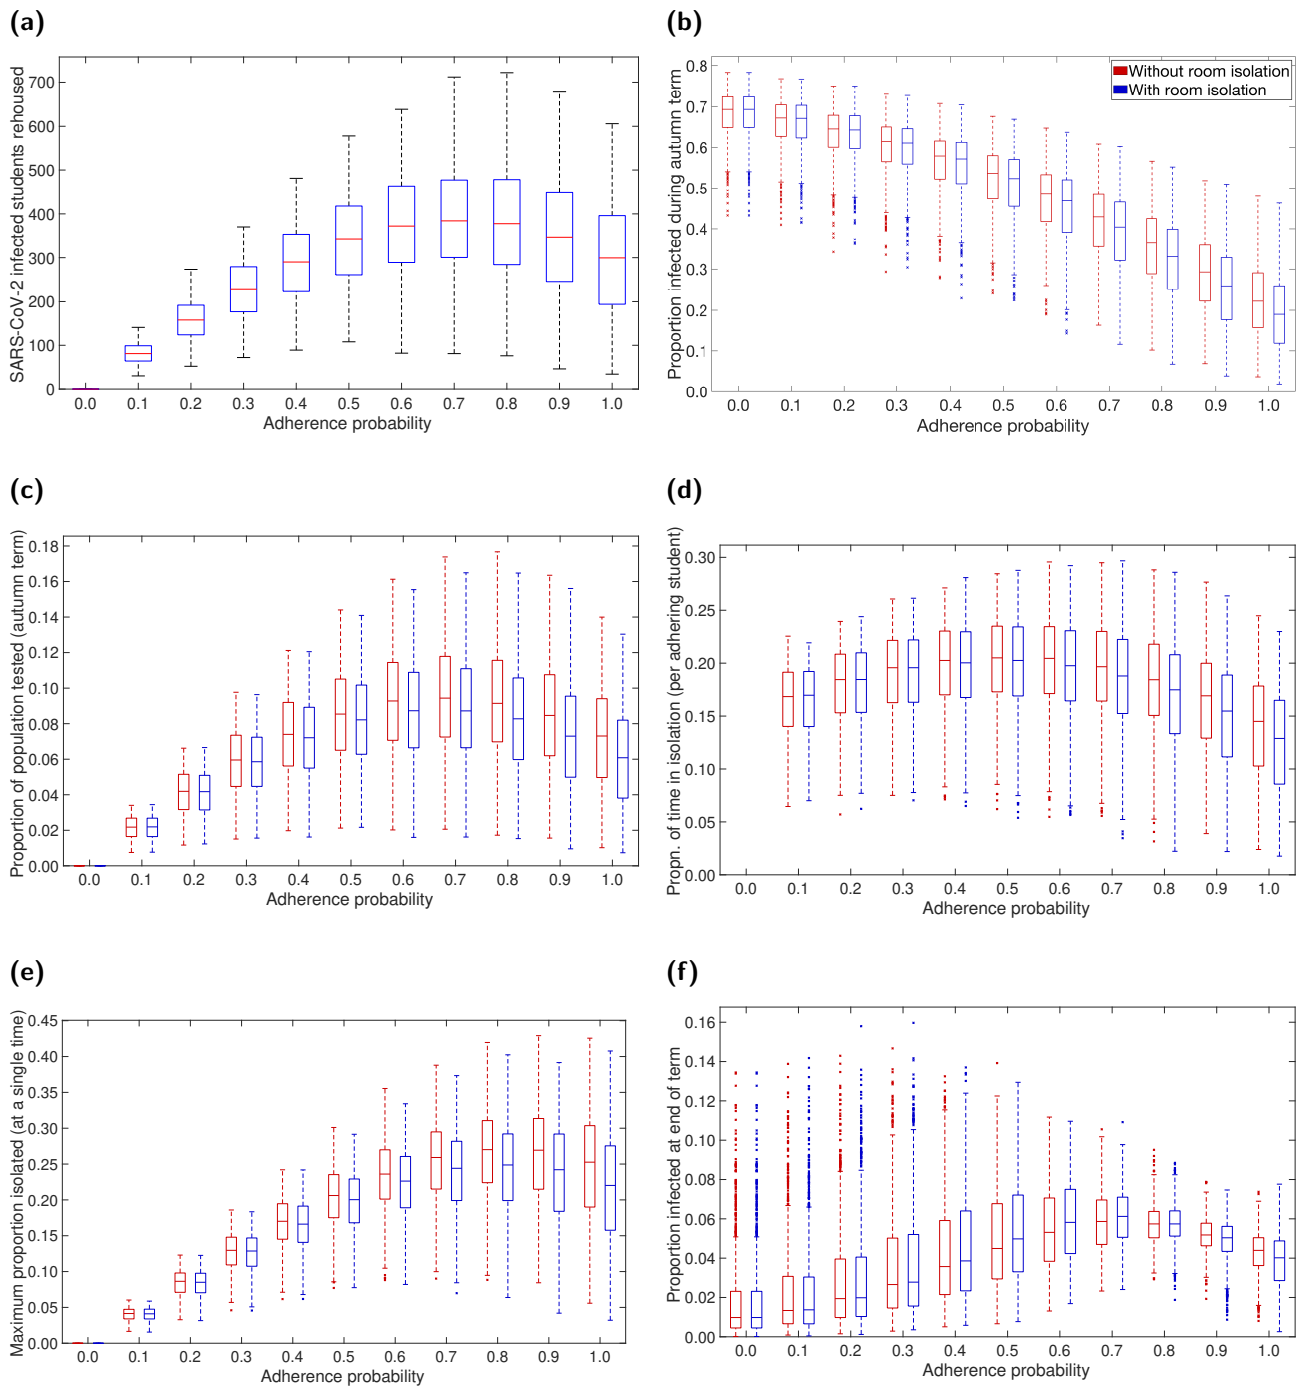 (a)
SARS-CoV-2 infected students rehoused
700
600
500
400
300
200
100
0
0.0 0.1 0.2 0.3 0.4 0.5 0.6 0.7 0.8 0.9 1.0
Adherence probability
(b)
Proportion infected during autumn term
0.8
0.7
0.6
0.5
0.4
0.3
0.2
0.1
0
Without room isolation
With room isolation
0.0 0.1 0.2 0.3 0.4 0.5 0.6 0.7 0.8 0.9 1.0
Adherence probability
(c)
Proportion of population tested (autumn term)
0.18
0.16
0.14
0.12
0.10
0.08
0.06
0.04
0.02
0.00
0.0 0.1 0.2 0.3 0.4 0.5 0.6 0.7 0.8 0.9 1.0
Adherence probability
(d)
Propn. of time in isolation (per adhering student)
0.30
0.25
0.20
0.15
0.10
0.05
0.00
0.0 0.1 0.2 0.3 0.4 0.5 0.6 0.7 0.8 0.9 1.0
Adherence probability
(e)
Maximum proportion isolated (at a single time)
0.45
0.40
0.35
0.30
0.25
0.20
0.15
0.10
0.05
0.00
0.0 0.1 0.2 0.3 0.4 0.5 0.6 0.7 0.8 0.9 1.0
Adherence probability
(f)
Proportion infected at end of term
0.16
0.14
0.12
0.10
0.08
0.06
0.04
0.02
0.00
0.0 0.1 0.2 0.3 0.4 0.5 0.6 0.7 0.8 0.9 1.0
Adherence probability